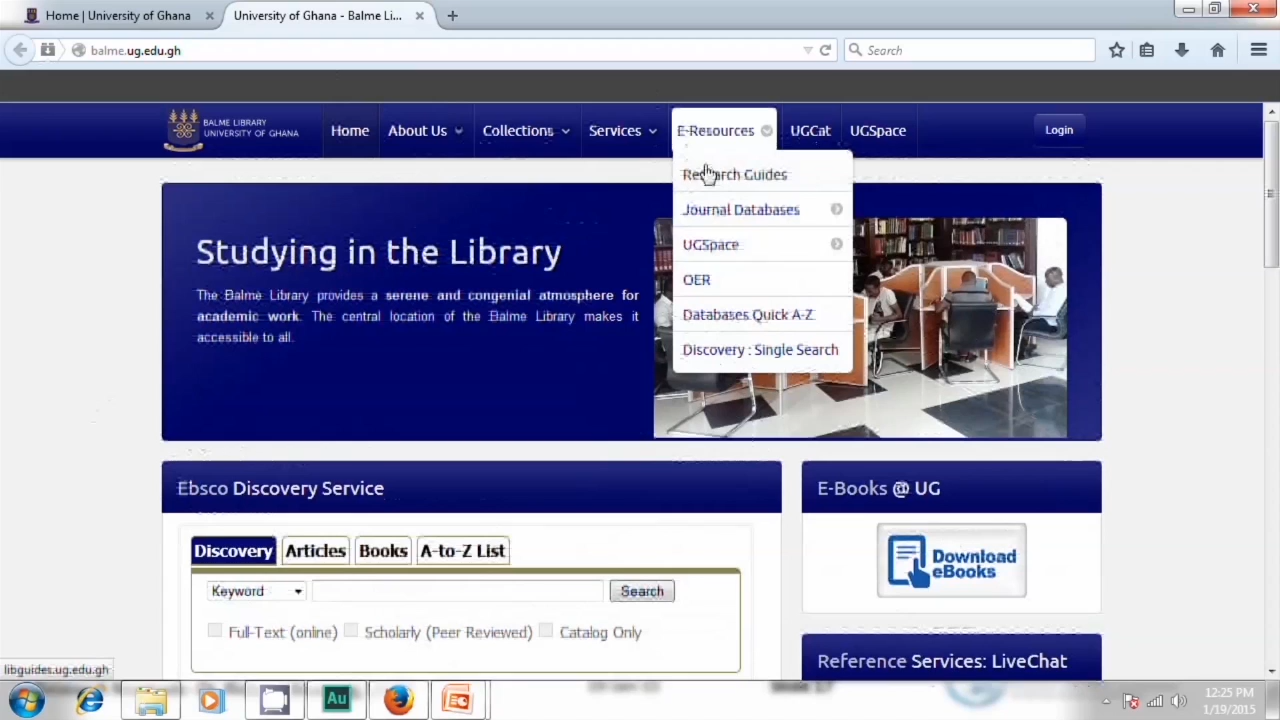 Home | University of Ghana
University of Ghana - Balme Li...
balme.ug.edu.gh
Search
BALME LIBRARY
UNIVERSITY OF GHANA
Home
About Us
Collections
Services
E-Resources
UGCat
UGSpace
Login
Research Guides
Journal Databases
UGSpace
OER
Databases Quick A-Z
Discovery : Single Search
Studying in the Library
The Balme Library provides a serene and congenial atmosphere for
academic work. The central location of the Balme Library makes it
accessible to all.
Ebsco Discovery Service
E-Books @ UG
Discovery
Articles
Books
A-to-Z List
Download
eBooks
Keyword
Search
Full-Text (online)
Scholarly (Peer Reviewed)
Catalog Only
Reference Services: LiveChat
libguides.ug.edu.gh
Au
12:25 PM
1/19/2015